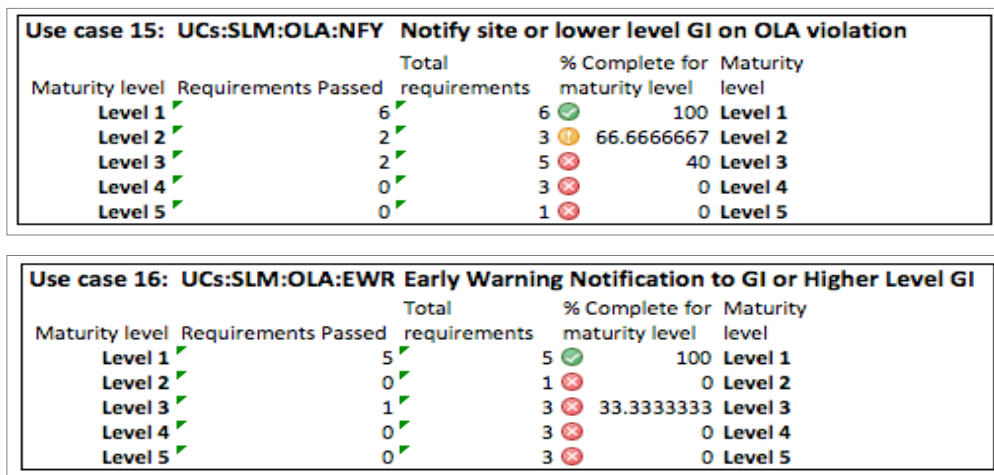 Use case 15: UCs:SLM:OLA:NFY Notify site or lower level GI on OLA violation
Total % Complete for Maturity
Maturity level Requirements Passed requirements maturity level level
Level 1 6 6 100 Level 1
Level 2 2 3 66.6666667 Level 2
Level 3 2 5 40 Level 3
Level 4 0 3 0 Level 4
Level 5 0 1 0 Level 5
Use case 16: UCs:SLM:OLA:EWR Early Warning Notification to GI or Higher Level GI
Total % Complete for Maturity
Maturity level Requirements Passed requirements maturity level level
Level 1 5 5 100 Level 1
Level 2 0 1 0 Level 2
Level 3 1 3 33.3333333 Level 3
Level 4 0 3 0 Level 4
Level 5 0 3 0 Level 5